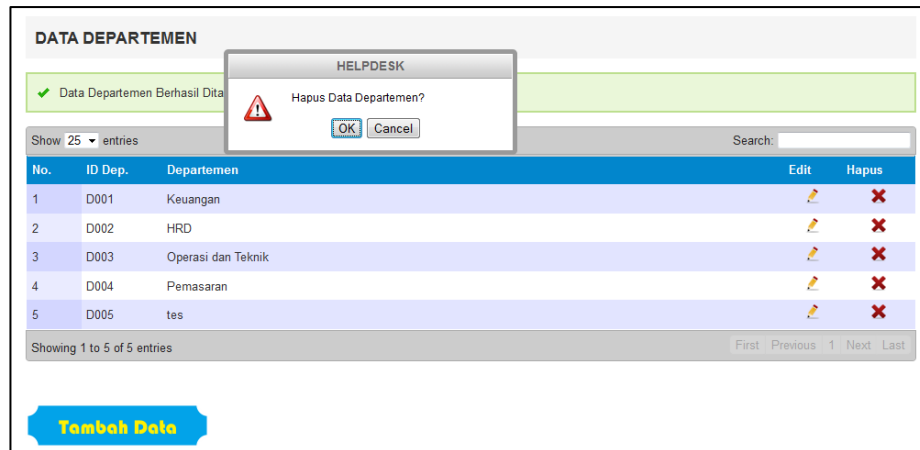 DATA DEPARTEMEN
HELPDESK
Data Departemen Berhasil Dita
Hapus Data Departemen?
OK Cancel
Show 25 entries Search:
No. ID Dep. Departemen Edit Hapus
1 D001 Keuangan
2 D002 HRD
3 D003 Operasi dan Teknik
4 D004 Pemasaran
5 D005 tes
Showing 1 to 5 of 5 entries First Previous 1 Next Last
Tambah Data